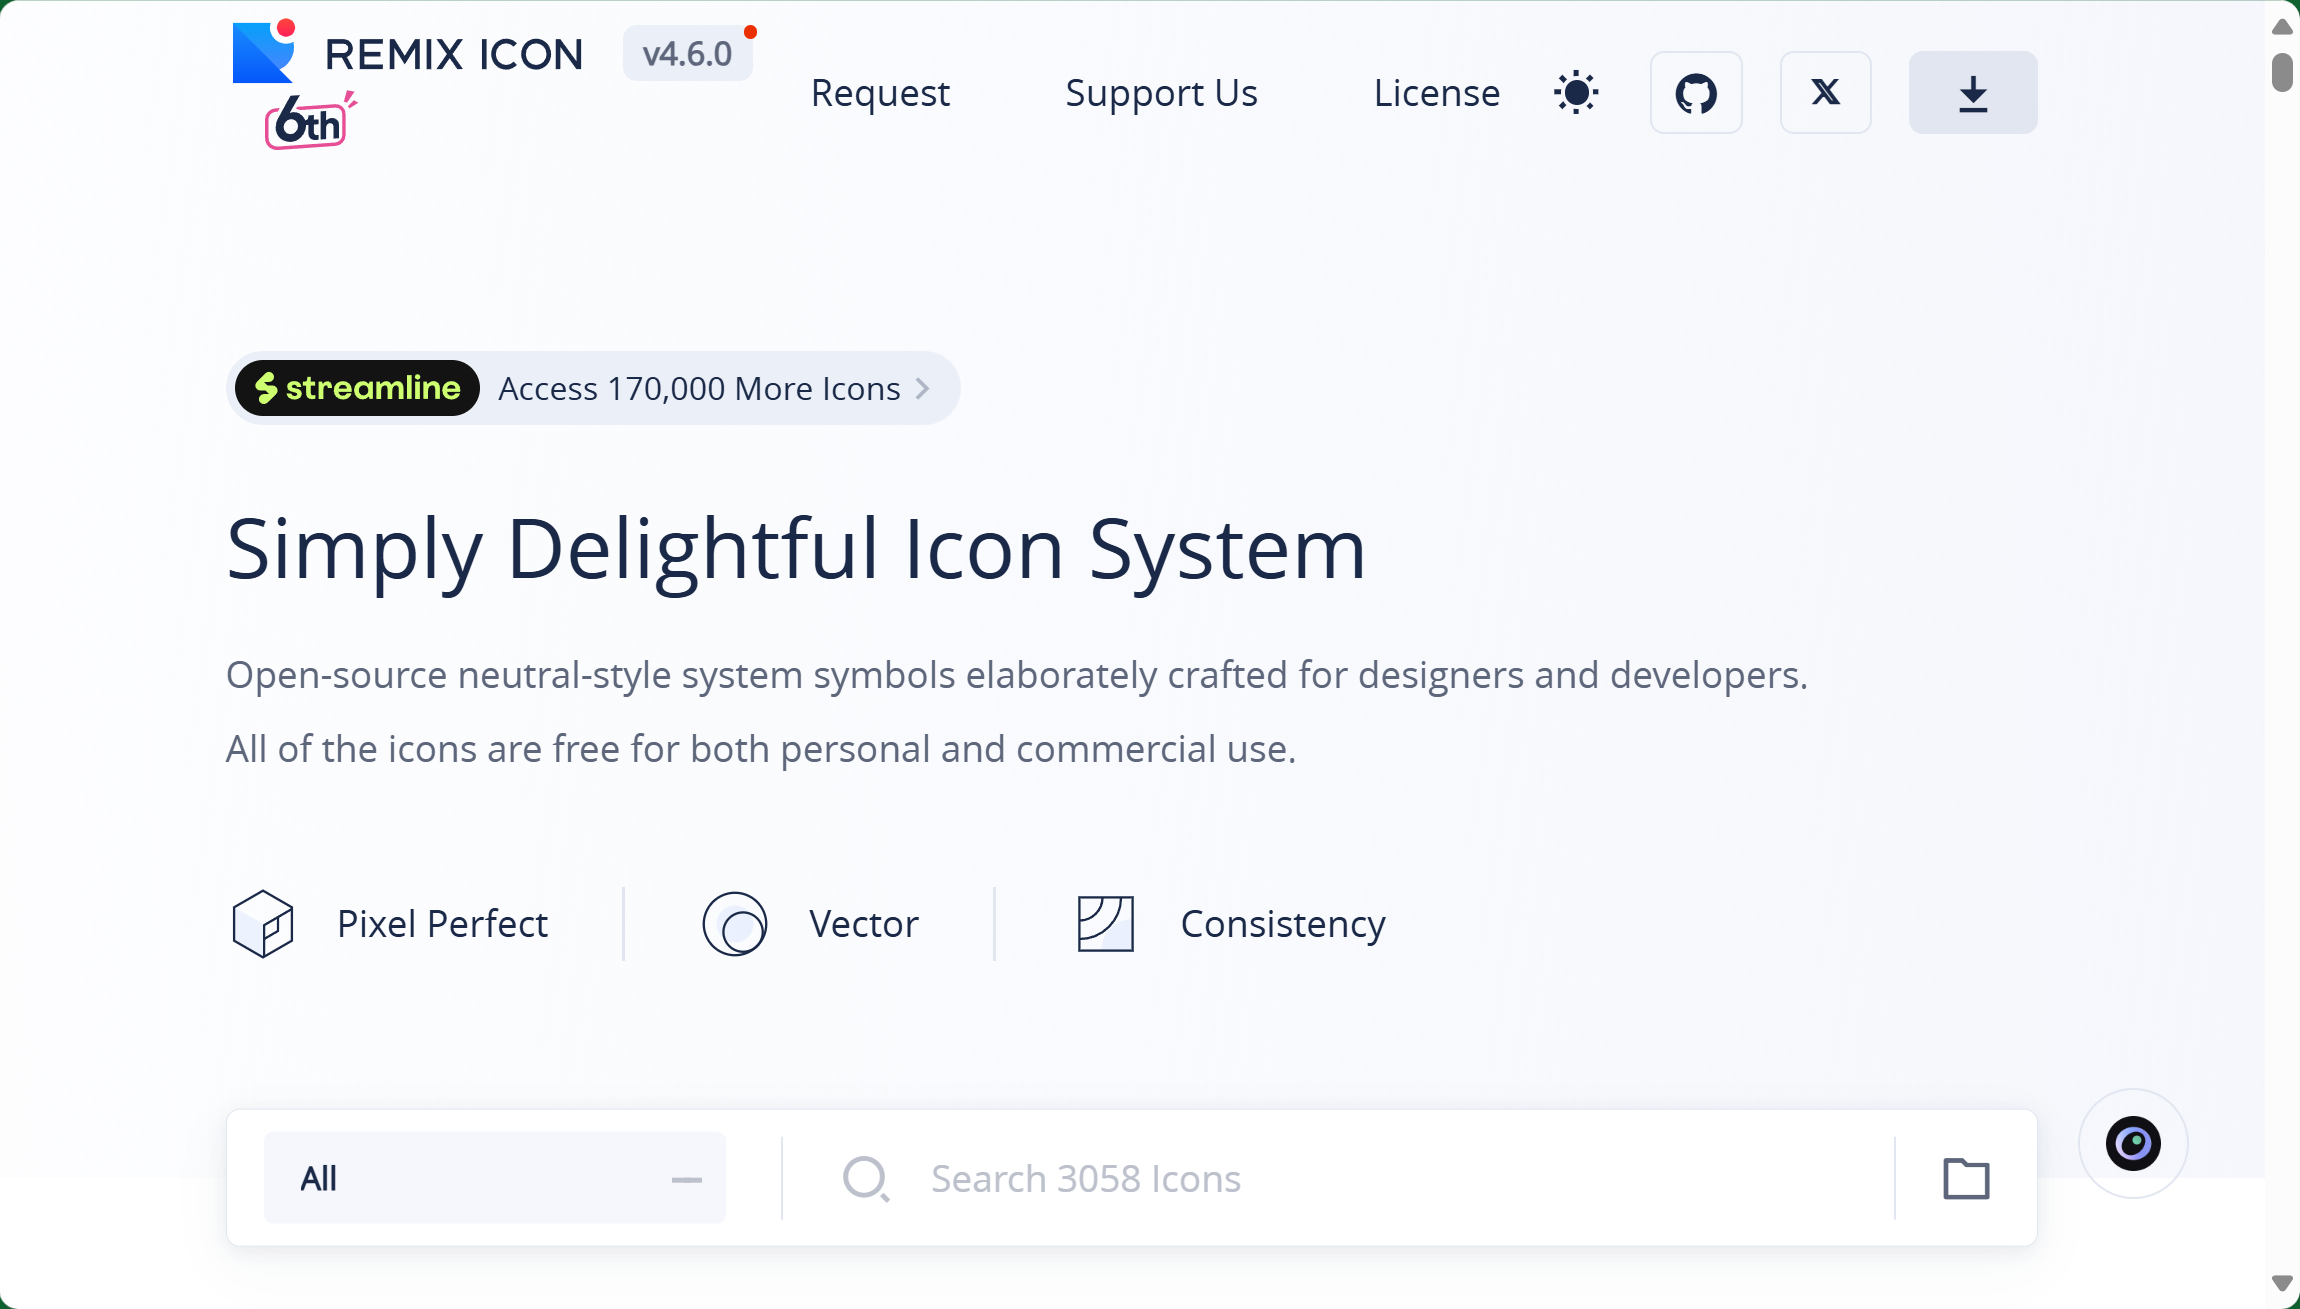 REMIX ICON
v4.6.0
6th
Request
Support Us
License
streamline
Access 170,000 More Icons
Simply Delightful Icon System
Open-source neutral-style system symbols elaborately crafted for designers and developers.
All of the icons are free for both personal and commercial use.
Pixel Perfect
Vector
Consistency
All
Search 3058 Icons